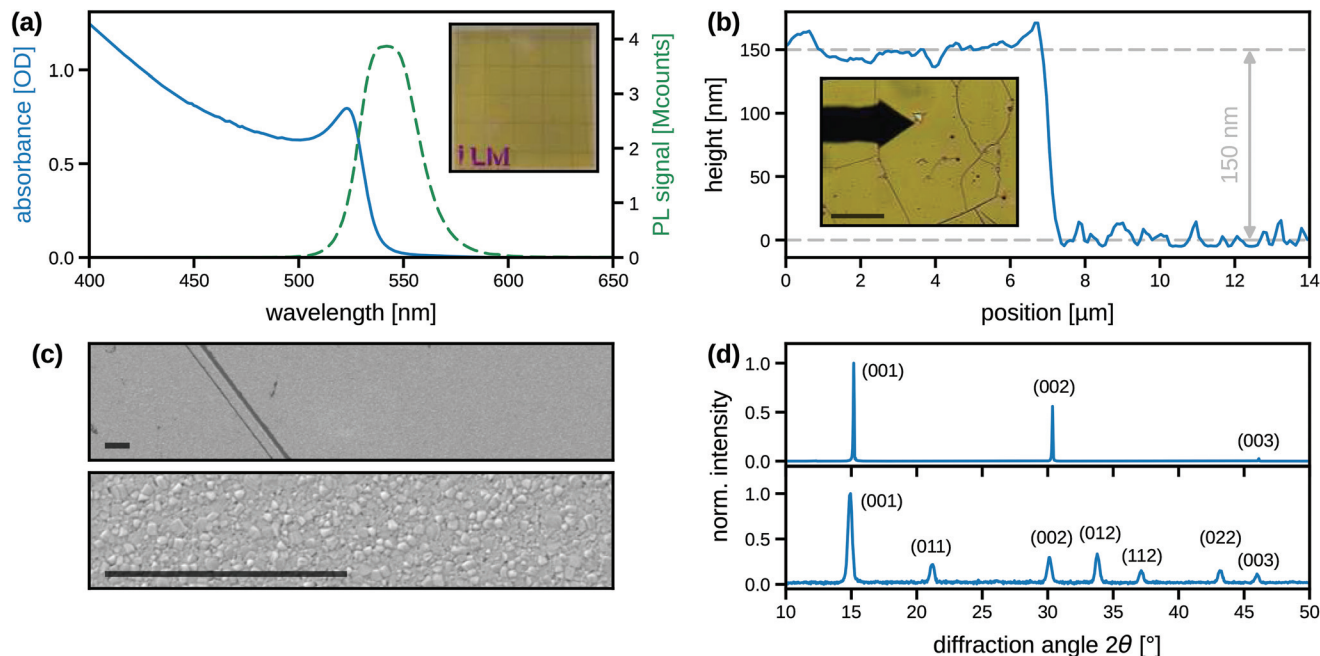 (a)
absorbance [OD]
1.0
0.5
0.0
4
3
2
1
0
PL signal [Mcounts]
iLM
400 450 500 550 600 650
wavelength [nm]
(b)
height [nm]
150
100
50
0
150 nm
0 2 4 6 8 10 12 14
position [µm]
(c)
(d)
norm. intensity
1.0
0.5
0.0
(001)
(002)
(003)
1.0
0.5
0.0
(001)
(011)
(002)
(012)
(112)
(022)
(003)
10 15 20 25 30 35 40 45 50
diffraction angle 2θ [°]